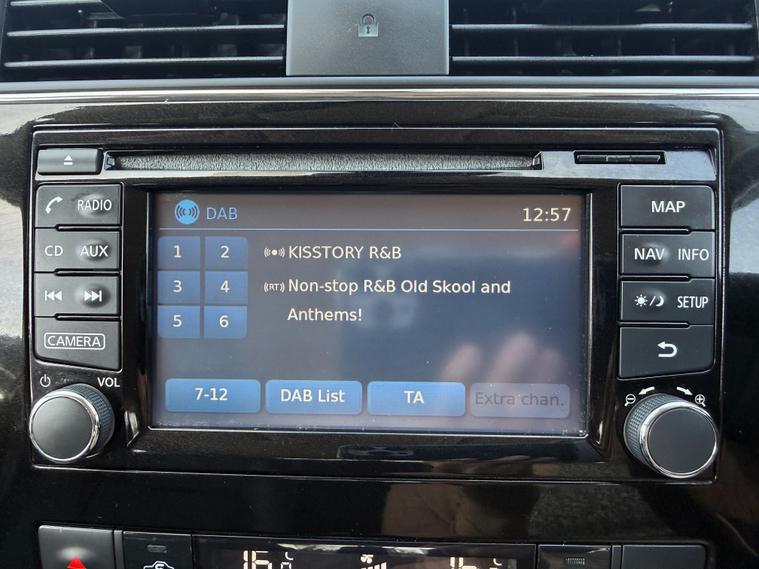 RADIO
CD AUX
CAMERA
VOL
DAB 12:57
1 2
3 4
5 6
KISSTORY R&B
(RT) Non-stop R&B Old Skool and
Anthems!
7-12 DAB List TA Extra chan.
MAP
NAV INFO
SETUP